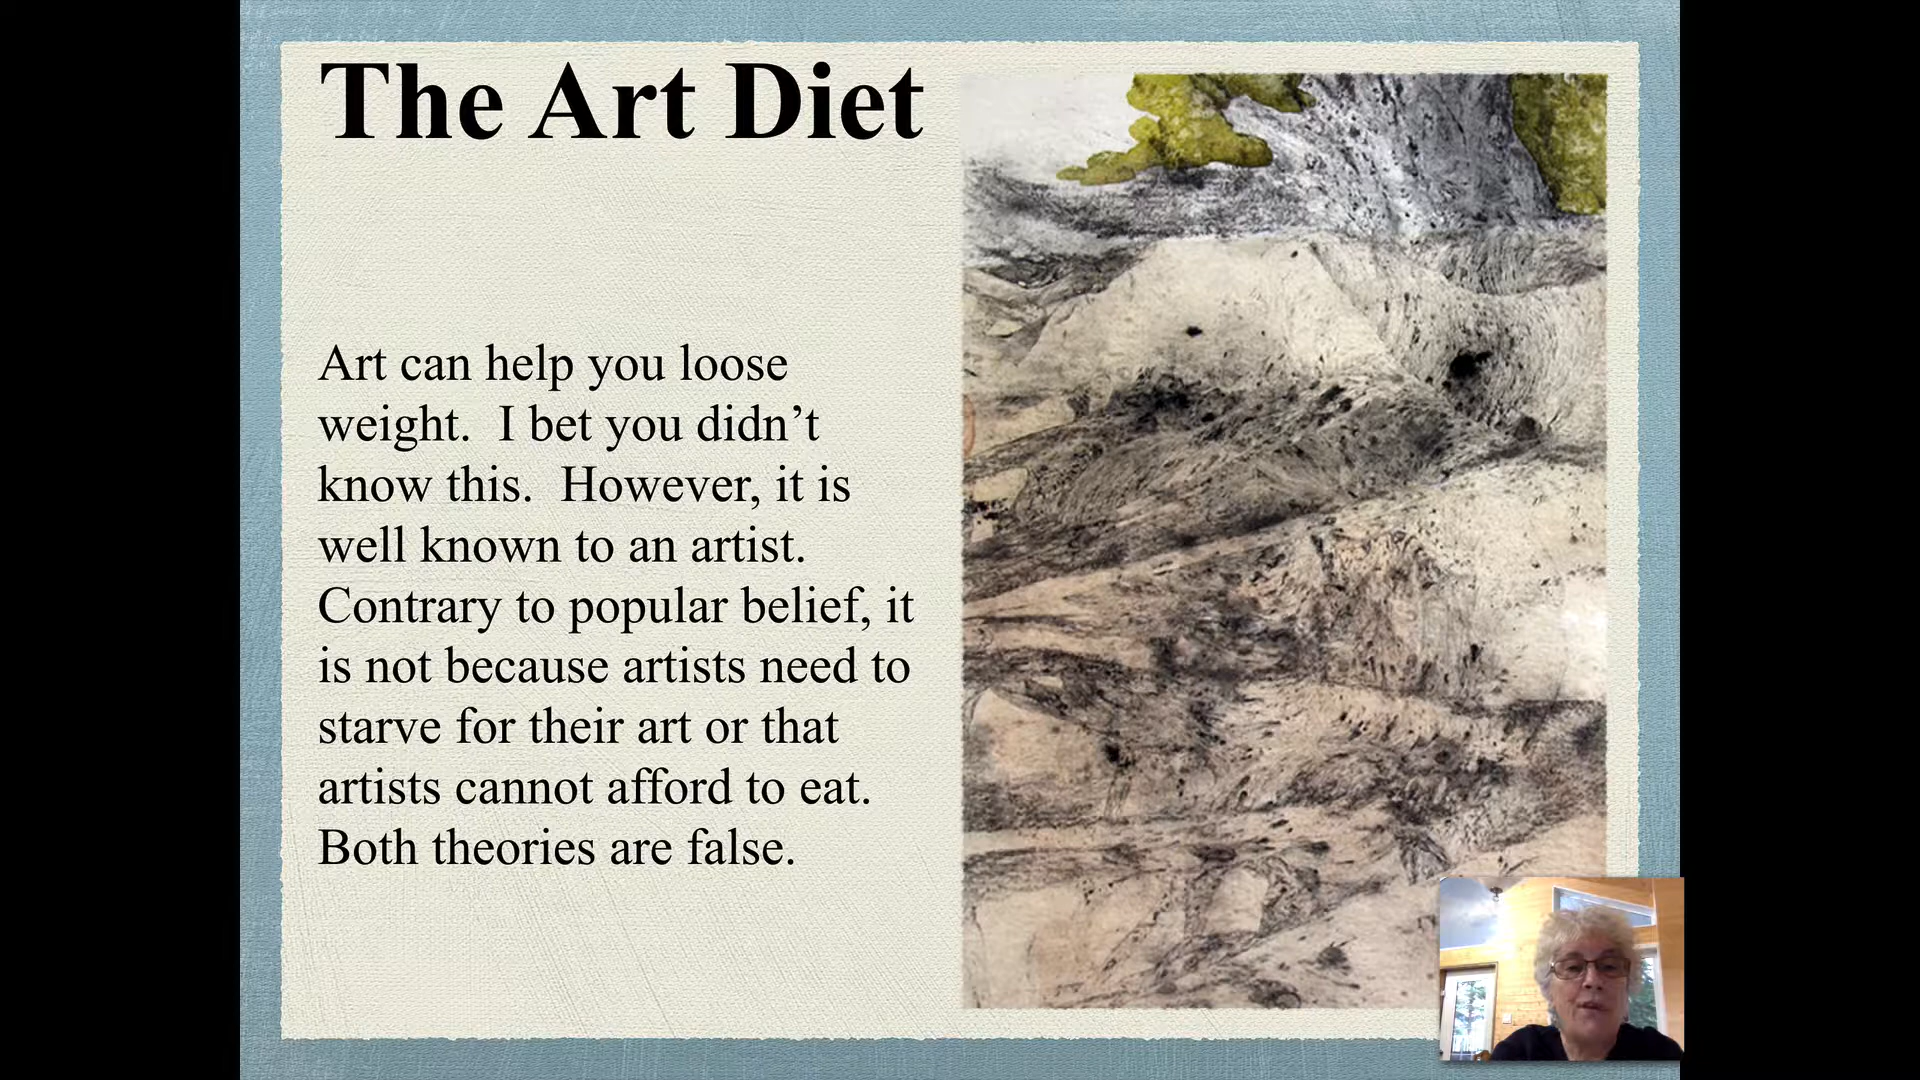 The Art Diet
Art can help you loose
weight.  I bet you didn’t
know this.  However, it is
well known to an artist.
Contrary to popular belief, it
is not because artists need to
starve for their art or that
artists cannot afford to eat.
Both theories are false.